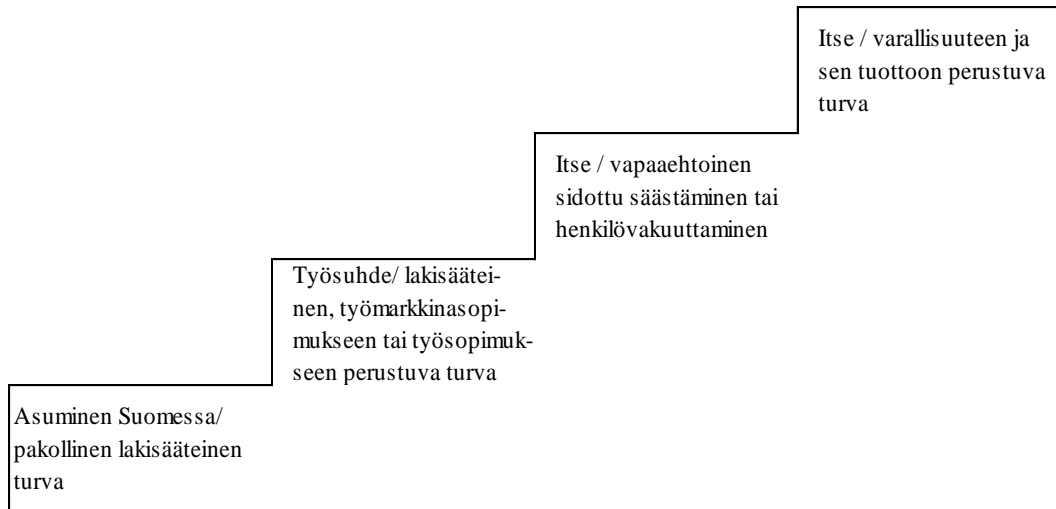 Itse / varallisuuteen ja
sen tuottoon perustuva
turva
Itse / vapaaehtoinen
sidottu säästäminen tai
henkilövakuuttaminen
Työsuhde/ lakisäätei-
nen, työmarkkinasopi-
mukseen tai työsopimuk-
seen perustuva turva
Asuminen Suomessa/
pakollinen lakisääteinen
turva